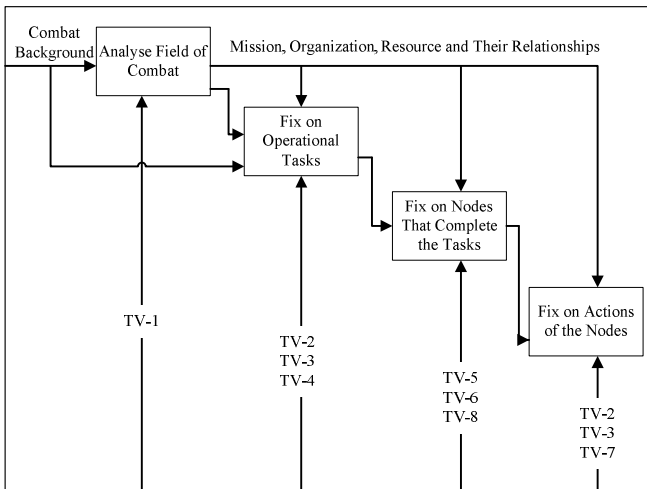 Combat
Background
Analyse Field of
Combat
Mission, Organization, Resource and Their Relationships
Fix on
Operational
Tasks
Fix on Nodes
That Complete
the Tasks
Fix on Actions
of the Nodes
TV-1
TV-2
TV-3
TV-4
TV-5
TV-6
TV-8
TV-2
TV-3
TV-7